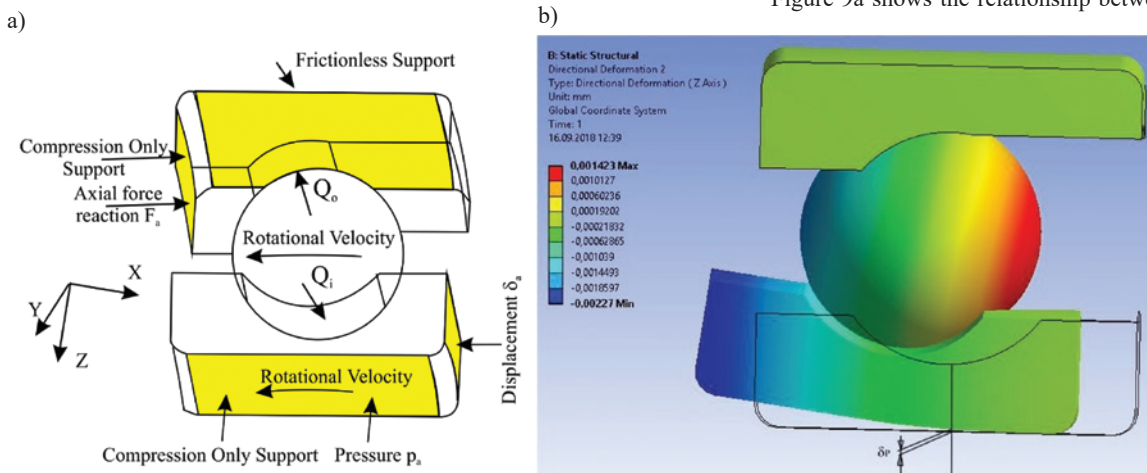 Figure 9a shows the relationship betwe
a)
Frictionless Support
Compression Only
Support
Axial force
reaction Fₐ
Qₒ
Rotational Velocity
Qᵢ
X
Y
Z
Displacement δₐ
Rotational Velocity
Compression Only Support
Pressure pₐ
b)
B: Static Structural
Directional Deformation 2
Type: Directional Deformation ( Z Axis )
Unit: mm
Global Coordinate System
Time: 1
16.09.2018 12:39
0,001423 Max
0,0010127
0,00060236
0,00019202
-0,00021832
-0,00062865
-0,001039
-0,0014493
-0,0018597
-0.00227 Min
δP